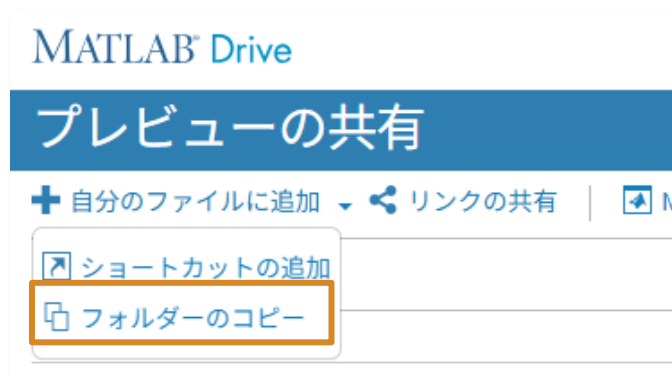 MATLAB® Drive
プレビューの共有
自分のファイルに追加 リンクの共有 M
ショートカットの追加
フォルダーのコピー